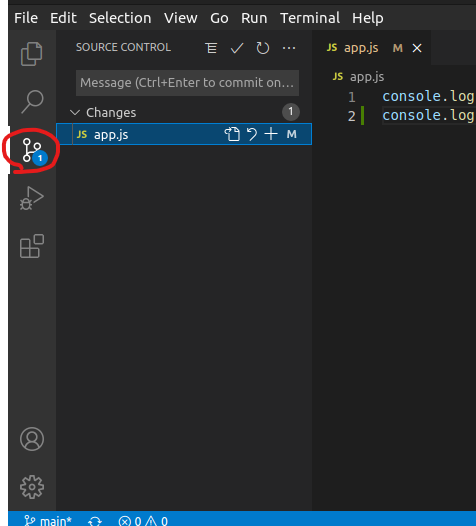 File Edit Selection View Go Run Terminal Help
SOURCE CONTROL
JS app.js M
Message (Ctrl+Enter to commit on...
JS app.js
Changes 1
1 console.log
JS app.js M
2 console.log
1
main* 0 0